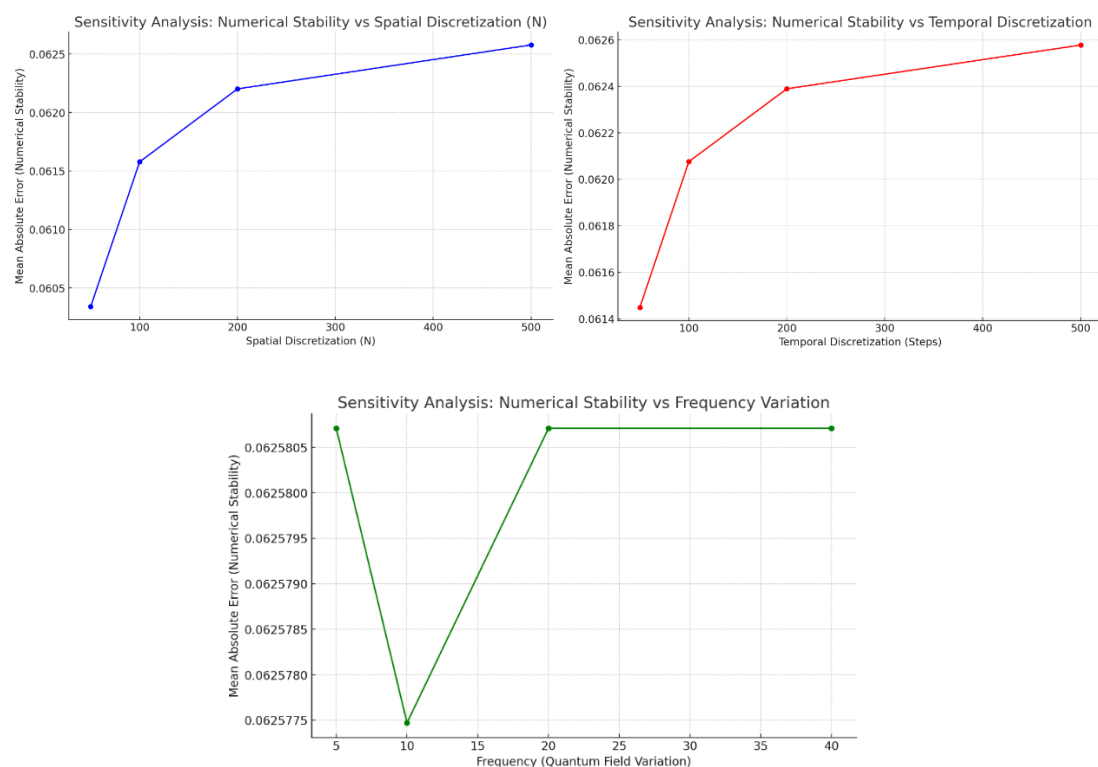 Sensitivity Analysis: Numerical Stability vs Spatial Discretization (N)
0.0625
0.0620
0.0615
0.0610
0.0605
Mean Absolute Error (Numerical Stability)
100 200 300 400 500
Spatial Discretization (N)
Sensitivity Analysis: Numerical Stability vs Temporal Discretization
0.0626
0.0624
0.0622
0.0620
0.0618
0.0616
0.0614
Mean Absolute Error (Numerical Stability)
100 200 300 400 500
Temporal Discretization (Steps)
Sensitivity Analysis: Numerical Stability vs Frequency Variation
0.0625805
0.0625800
0.0625795
0.0625790
0.0625785
0.0625780
0.0625775
Mean Absolute Error (Numerical Stability)
5 10 15 20 25 30 35 40
Frequency (Quantum Field Variation)